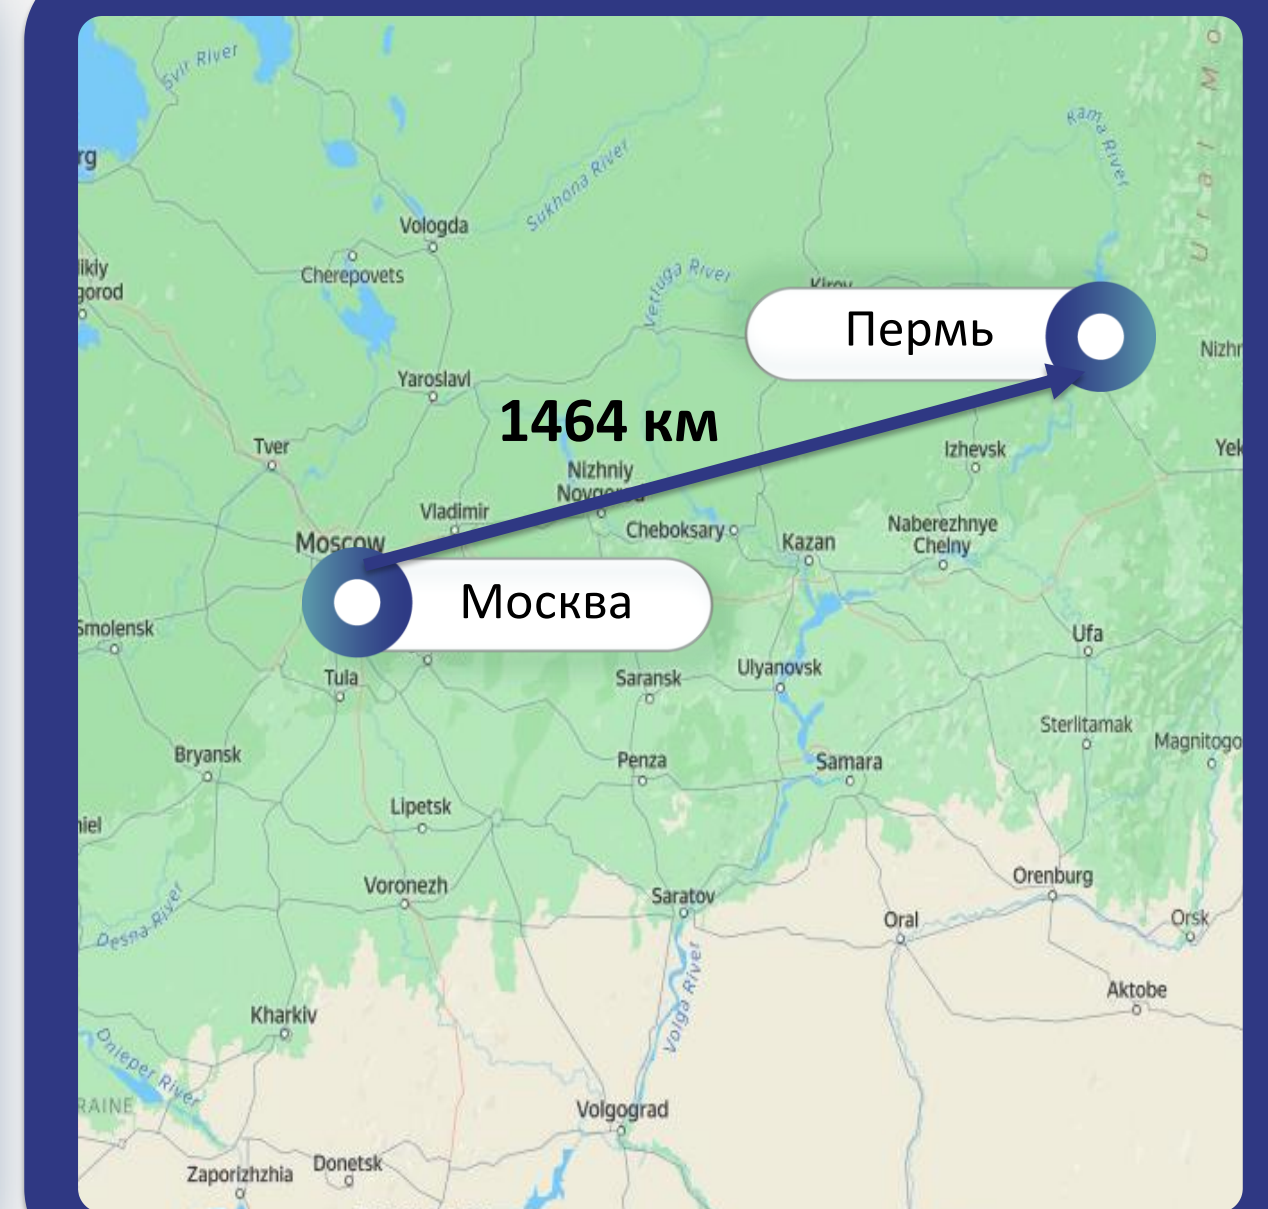 Svir River
Kama River
rg
Sukhona River
Vologda
Cherepovets
likiy
gorod
Vetluga River
Kirov
Пермь
Nizhn
Yaroslavl
1464 км
Tver
Izhevsk
Yek
Nizhniy
Novgorod
Vladimir
Cheboksary
Naberezhnye
Chelny
Moscow
Kazan
Москва
Smolensk
Ufa
Tula
Saransk
Ulyanovsk
Sterlitamak
Bryansk
Magnitogo
Penza
Samara
Lipetsk
Voronezh
Saratov
Orenburg
Oral
Orsk
Desna River
Volga River
Aktobe
Kharkiv
Dnieper River
RAINE
Volgograd
Donetsk
Zaporizhzhia
Ural Mo